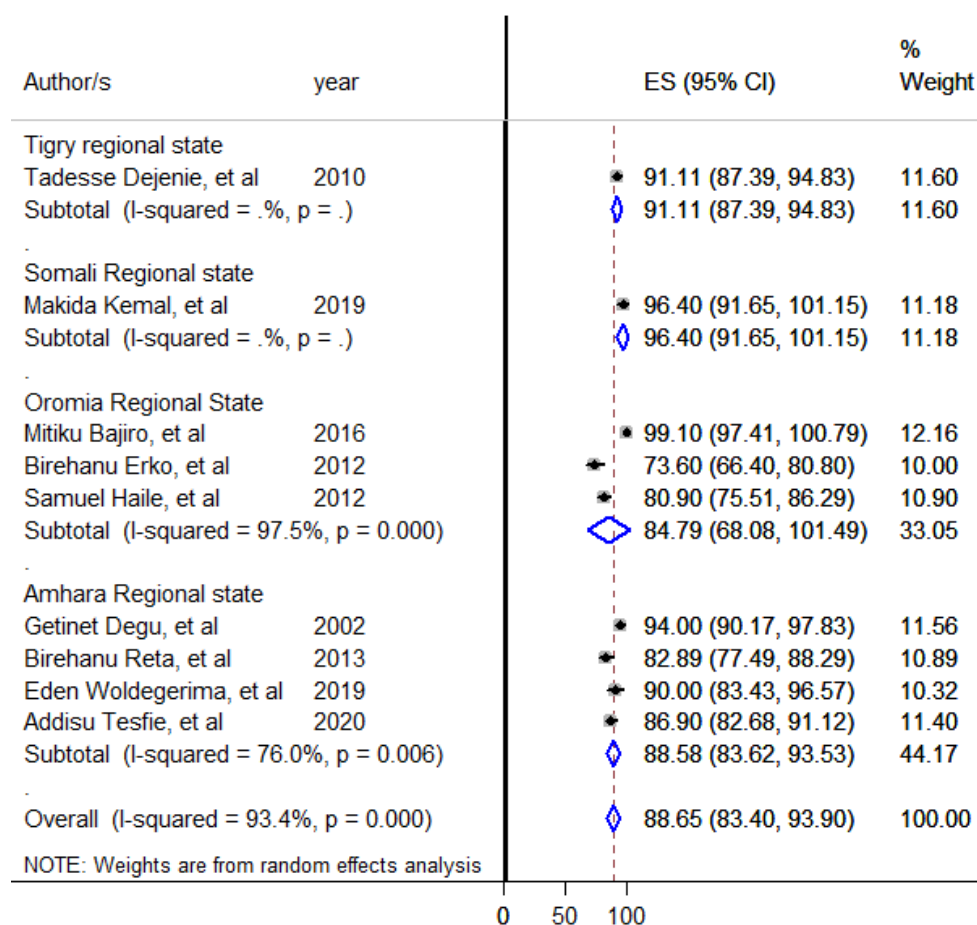 Author/s year ES (95% CI) % Weight
Tigry regional state
Tadesse Dejenie, et al 2010 91.11 (87.39, 94.83) 11.60
Subtotal (I-squared = .%, p = .) 91.11 (87.39, 94.83) 11.60
.
Somali Regional state
Makida Kemal, et al 2019 96.40 (91.65, 101.15) 11.18
Subtotal (I-squared = .%, p = .) 96.40 (91.65, 101.15) 11.18
.
Oromia Regional State
Mitiku Bajiro, et al 2016 99.10 (97.41, 100.79) 12.16
Birehanu Erko, et al 2012 73.60 (66.40, 80.80) 10.00
Samuel Haile, et al 2012 80.90 (75.51, 86.29) 10.90
Subtotal (I-squared = 97.5%, p = 0.000) 84.79 (68.08, 101.49) 33.05
.
Amhara Regional state
Getinet Degu, et al 2002 94.00 (90.17, 97.83) 11.56
Birehanu Reta, et al 2013 82.89 (77.49, 88.29) 10.89
Eden Woldegerima, et al 2019 90.00 (83.43, 96.57) 10.32
Addisu Tesfie, et al 2020 86.90 (82.68, 91.12) 11.40
Subtotal (I-squared = 76.0%, p = 0.006) 88.58 (83.62, 93.53) 44.17
.
Overall (I-squared = 93.4%, p = 0.000) 88.65 (83.40, 93.90) 100.00
NOTE: Weights are from random effects analysis
0 50 100